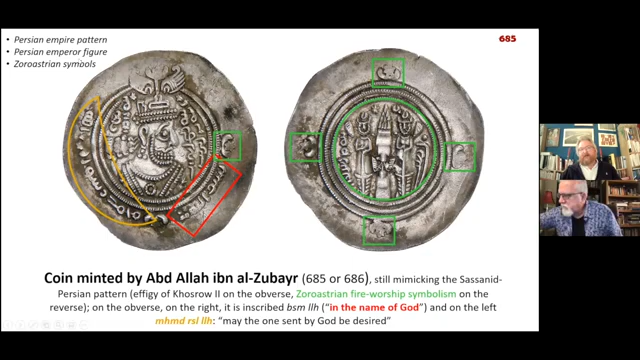 • Persian empire pattern
• Persian emperor figure
• Zoroastrian symbols
685
Coin minted by Abd Allah ibn al-Zubayr (685 or 686), still mimicking the Sassanid-
Persian pattern (effigy of Khosrow II on the obverse, Zoroastrian fire-worship symbolism on the
reverse); on the obverse, on the right, it is inscribed bsm llh (“in the name of God”) and on the left
mhmd rsl llh: “may the one sent by God be desired”